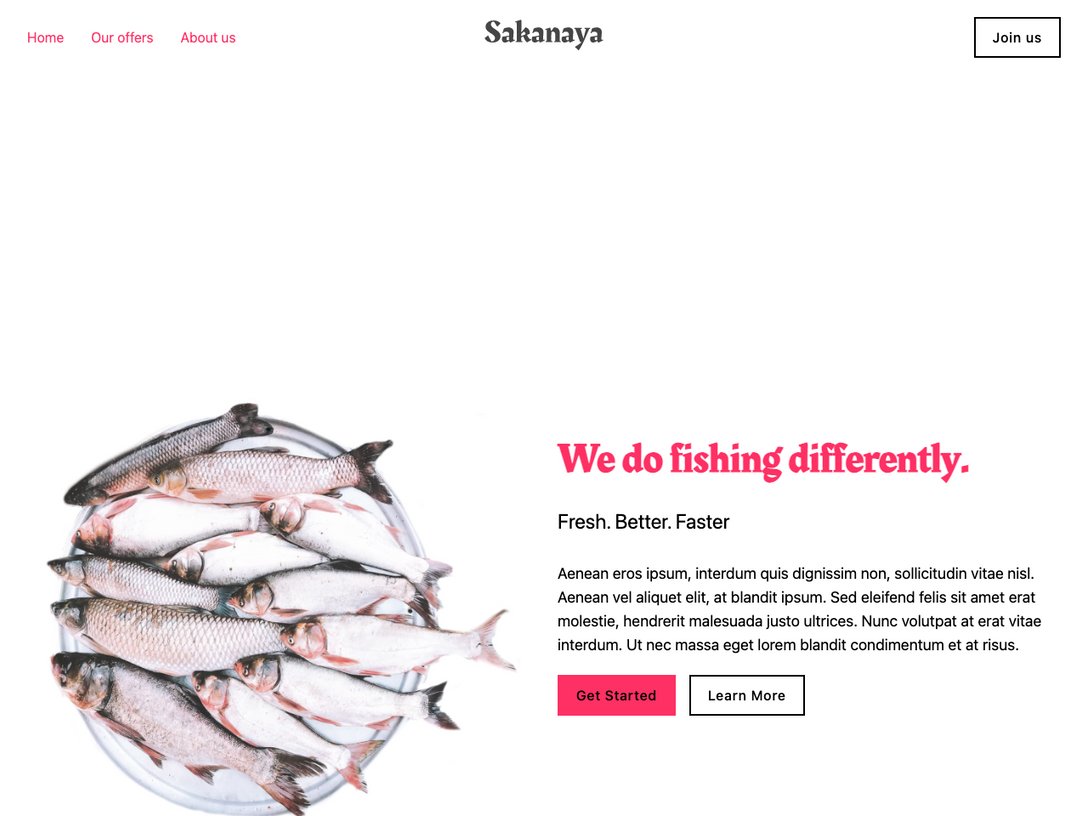 Home
Our offers
About us
Sakanaya
Join us
We do fishing differently.
Fresh. Better. Faster
Aenean eros ipsum, interdum quis dignissim non, sollicitudin vitae nisl.
Aenean vel aliquet elit, at blandit ipsum. Sed eleifend felis sit amet erat
molestie, hendrerit malesuada justo ultrices. Nunc volutpat at erat vitae
interdum. Ut nec massa eget lorem blandit condimentum et at risus.
Get Started
Learn More